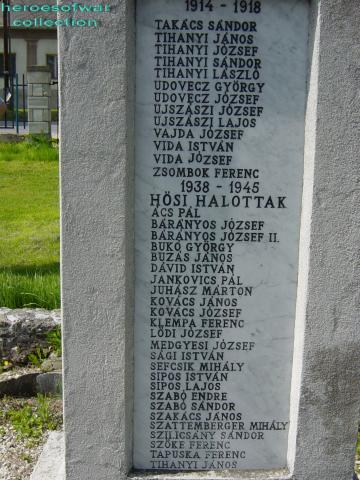 heroesofwar
collection
1914 - 1918
TAKÁCS SÁNDOR
TIHANYI JÁNOS
TIHANYI JÓZSEF
TIHANYI SÁNDOR
TIHANYI LÁSZLÓ
UDOVECZ GYÖRGY
UDOVECZ JÓZSEF
UJSZÁSZI JÓZSEF
UJSZÁSZI LAJOS
VAJDA JÓZSEF
VIDA ISTVÁN
VIDA JÓZSEF
ZSOMBOK FERENC
1938 - 1945
HŐSI HALOTTAK
ÁCS PÁL
BÁRÁNYOS JÓZSEF
BÁRÁNYOS JÓZSEF II.
BUKÓ GYÖRGY
BUZÁS JÁNOS
DÁVID ISTVÁN
JANKOVICS PÁL
JUHÁSZ MÁRTON
KOVÁCS JÁNOS
KOVÁCS JÓZSEF
KLEMPA FERENC
LŐDI JÓZSEF
MEDGYESI JÓZSEF
SÁGI ISTVÁN
SEFCSIK MIHÁLY
SIPOS ISTVÁN
SIPOS LAJOS
SZABÓ ENDRE
SZABÓ SÁNDOR
SZAKÁCS JÁNOS
SZATTEMBERGER MIHÁLY
SZILICSÁNY SÁNDOR
SZŐKE FERENC
TAPUSKA FERENC
TIHANYI JÁNOS